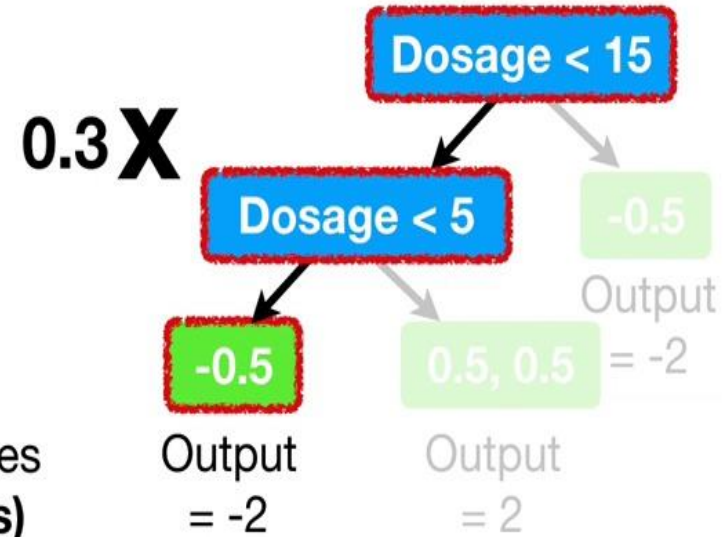 Dosage < 15
0.3 X
Dosage < 5
-0.5
Output
= -2
-0.5
0.5, 0.5
es
s)
Output
= -2
Output
= 2